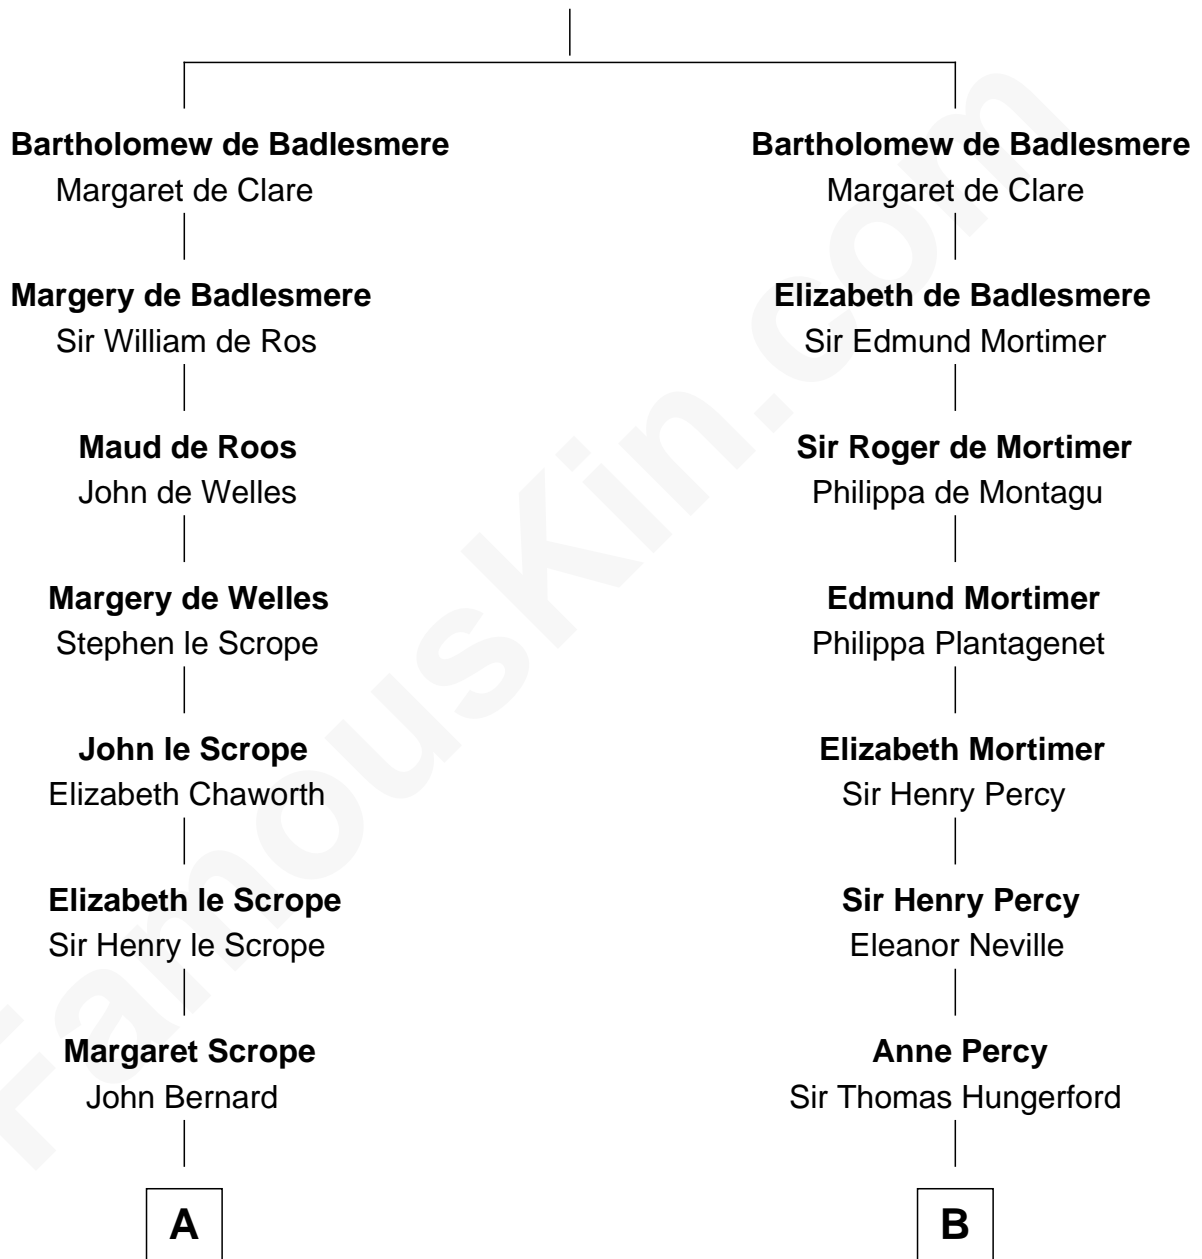 Bartholomew de Badlesmere
Margaret de Clare
Margery de Badlesmere
Sir William de Ros
Maud de Roos
John de Welles
Margery de Welles
Stephen le Scrope
John le Scrope
Elizabeth Chaworth
Elizabeth le Scrope
Sir Henry le Scrope
Margaret Scrope
John Bernard
A
Bartholomew de Badlesmere
Margaret de Clare
Elizabeth de Badlesmere
Sir Edmund Mortimer
Sir Roger de Mortimer
Philippa de Montagu
Edmund Mortimer
Philippa Plantagenet
Elizabeth Mortimer
Sir Henry Percy
Sir Henry Percy
Eleanor Neville
Anne Percy
Sir Thomas Hungerford
B
FamousKin.com